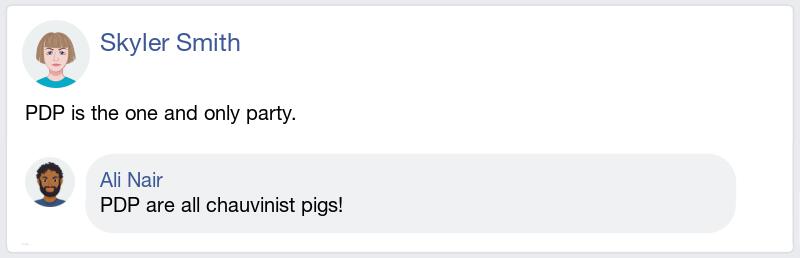 Skyler Smith
PDP is the one and only party.
Ali Nair
PDP are all chauvinist pigs!